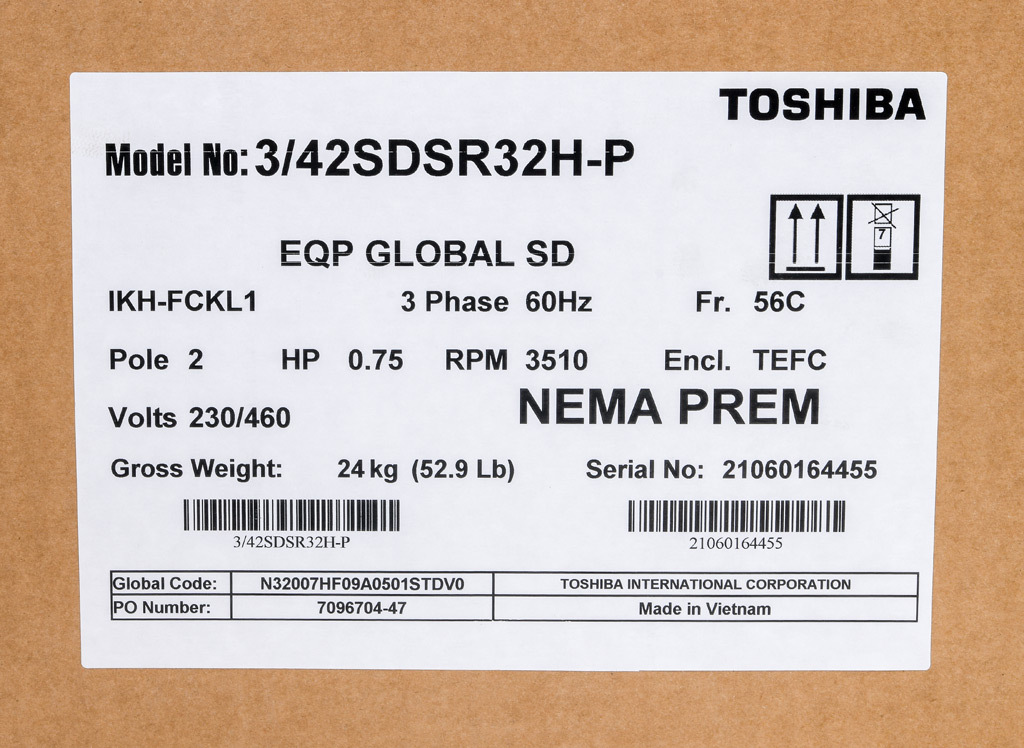 TOSHIBA
Model No: 3/42SDSR32H-P
EQP GLOBAL SD
7
IKH-FCKL1 3 Phase 60Hz Fr. 56C
Pole 2 HP 0.75 RPM 3510 Encl. TEFC
Volts 230/460 NEMA PREM
Gross Weight: 24 kg (52.9 Lb) Serial No: 21060164455
3/42SDSR32H-P 21060164455
Global Code: N32007HF09A0501STDV0 TOSHIBA INTERNATIONAL CORPORATION
PO Number: 7096704-47 Made in Vietnam